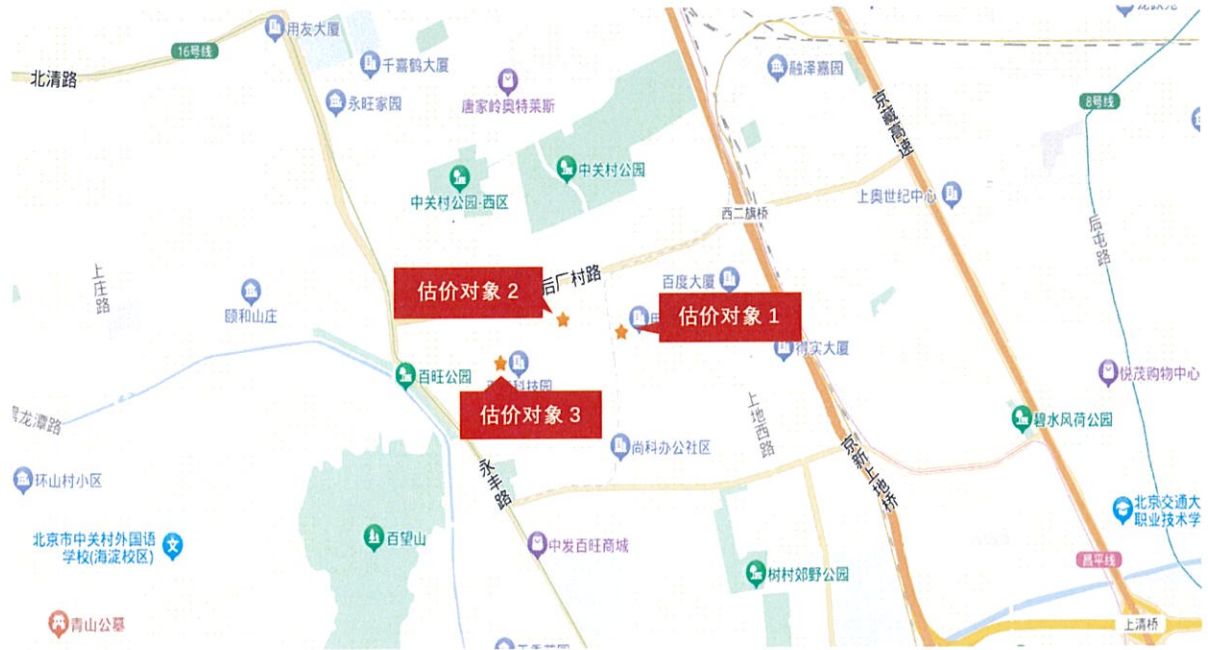 用友大厦
16号线
北清路
千喜鹤大厦
永旺家园
唐家岭奥特莱斯
融泽嘉园
京藏高速
8号线
中关村公园
中关村公园·西区
上奥世纪中心
西二旗桥
后屯路
上庄路
颐和山庄
后厂村路
百度大厦
估价对象 2
估价对象 1
得实大厦
百旺公园
科技园
悦茂购物中心
估价对象 3
龙潭路
上地西路
碧水风荷公园
尚科办公社区
环山村小区
永丰路
京新上地桥
北京交通大
职业技术学
北京市中关村外国语
学校(海淀校区)
百望山
中发百旺商城
树村郊野公园
昌平线
青山公墓
上清桥